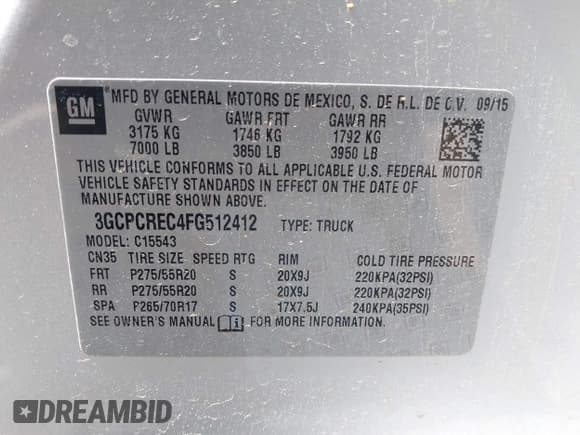 GM *MFD BY GENERAL MOTORS DE MEXICO, S. DE R.L. DE C.V. 09/15
GVWR GAWR FRT GAWR RR
3175 KG 1746 KG 1792 KG
7000 LB 3850 LB 3950 LB
THIS VEHICLE CONFORMS TO ALL APPLICABLE U.S. FEDERAL MOTOR
VEHICLE SAFETY STANDARDS IN EFFECT ON THE DATE OF
MANUFACTURE SHOWN ABOVE.
3GCPCREC4FG512412 TYPE: TRUCK
MODEL: C15543
CN35 TIRE SIZE SPEED RTG RIM COLD TIRE PRESSURE
FRT P275/55R20 S 20X9J 220KPA(32PSI)
RR P275/55R20 S 20X9J 220KPA(32PSI)
SPA P265/70R17 S 17X7.5J 240KPA(35PSI)
SEE OWNER'S MANUAL FOR MORE INFORMATION.
DREAMBID